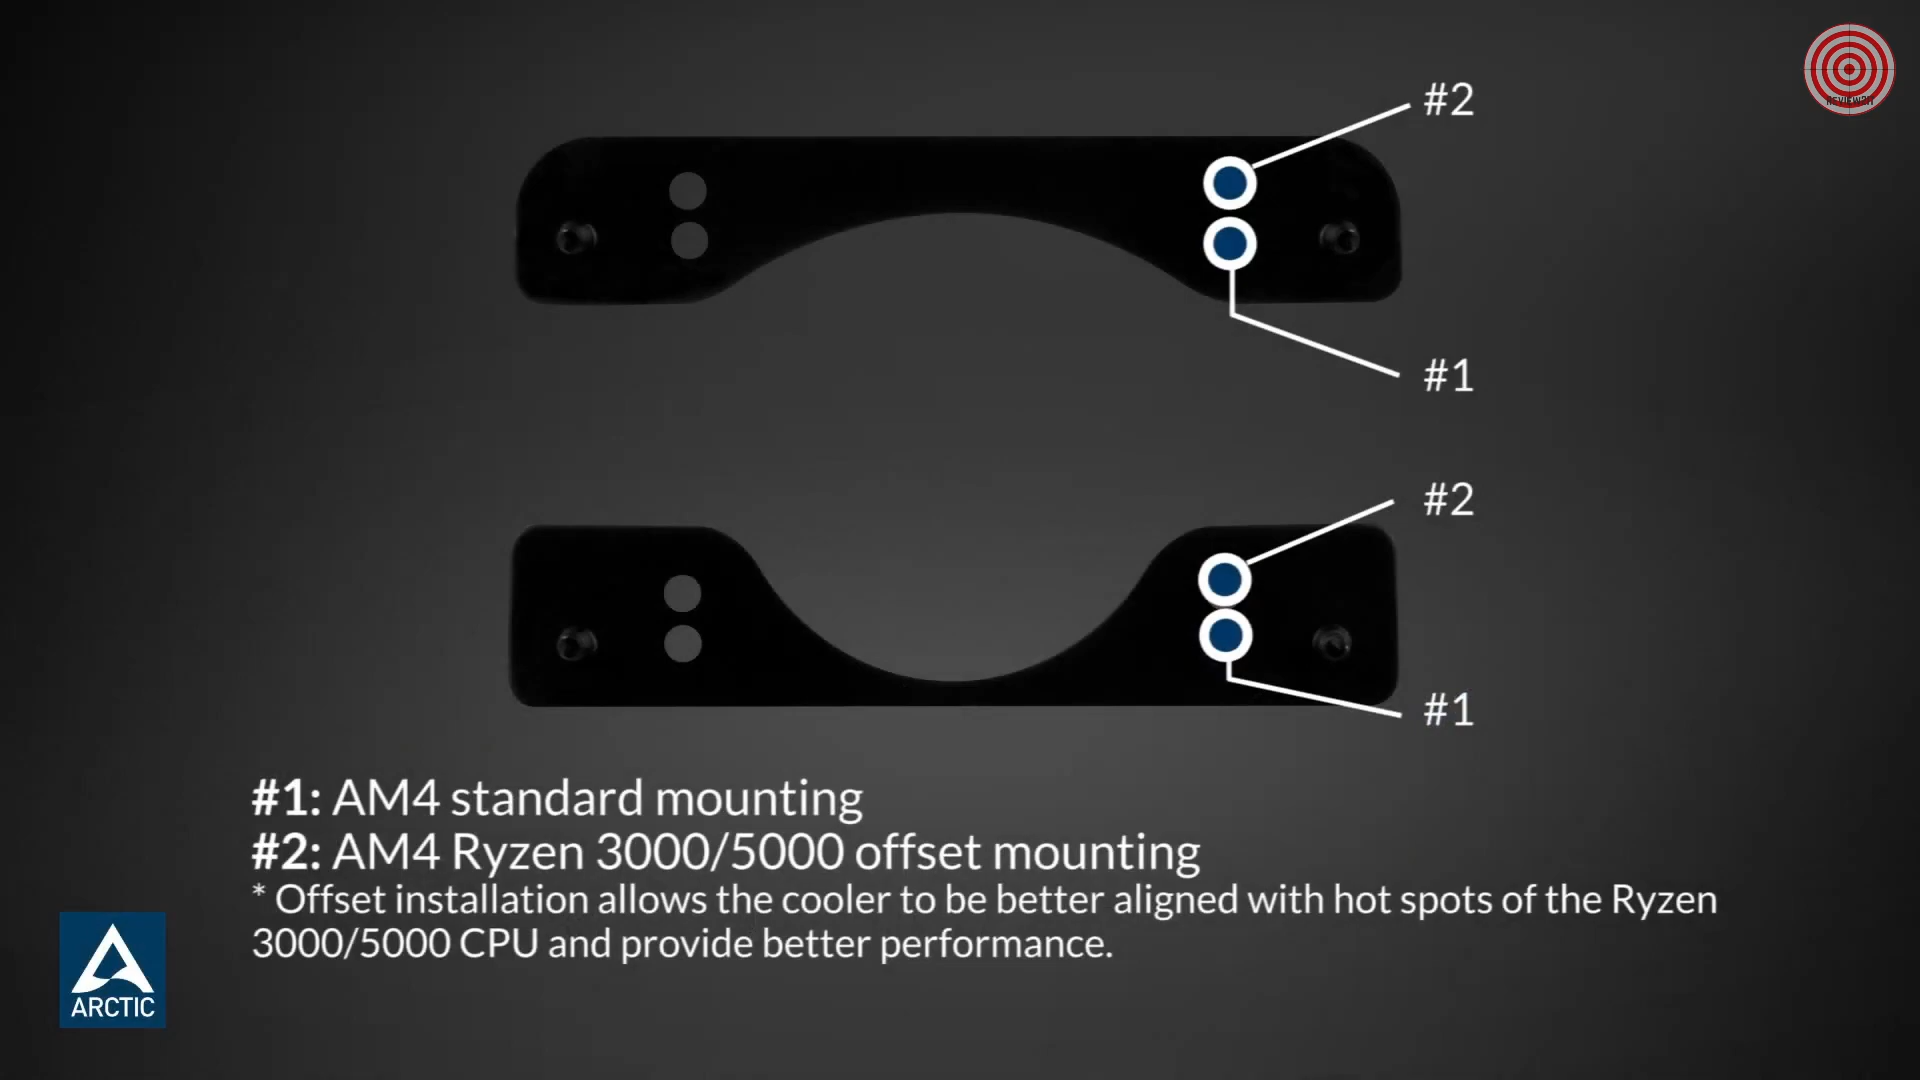 #2
#1
#2
#1
#1: AM4 standard mounting
#2: AM4 Ryzen 3000/5000 offset mounting
* Offset installation allows the cooler to be better aligned with hot spots of the Ryzen
3000/5000 CPU and provide better performance.
ARCTIC